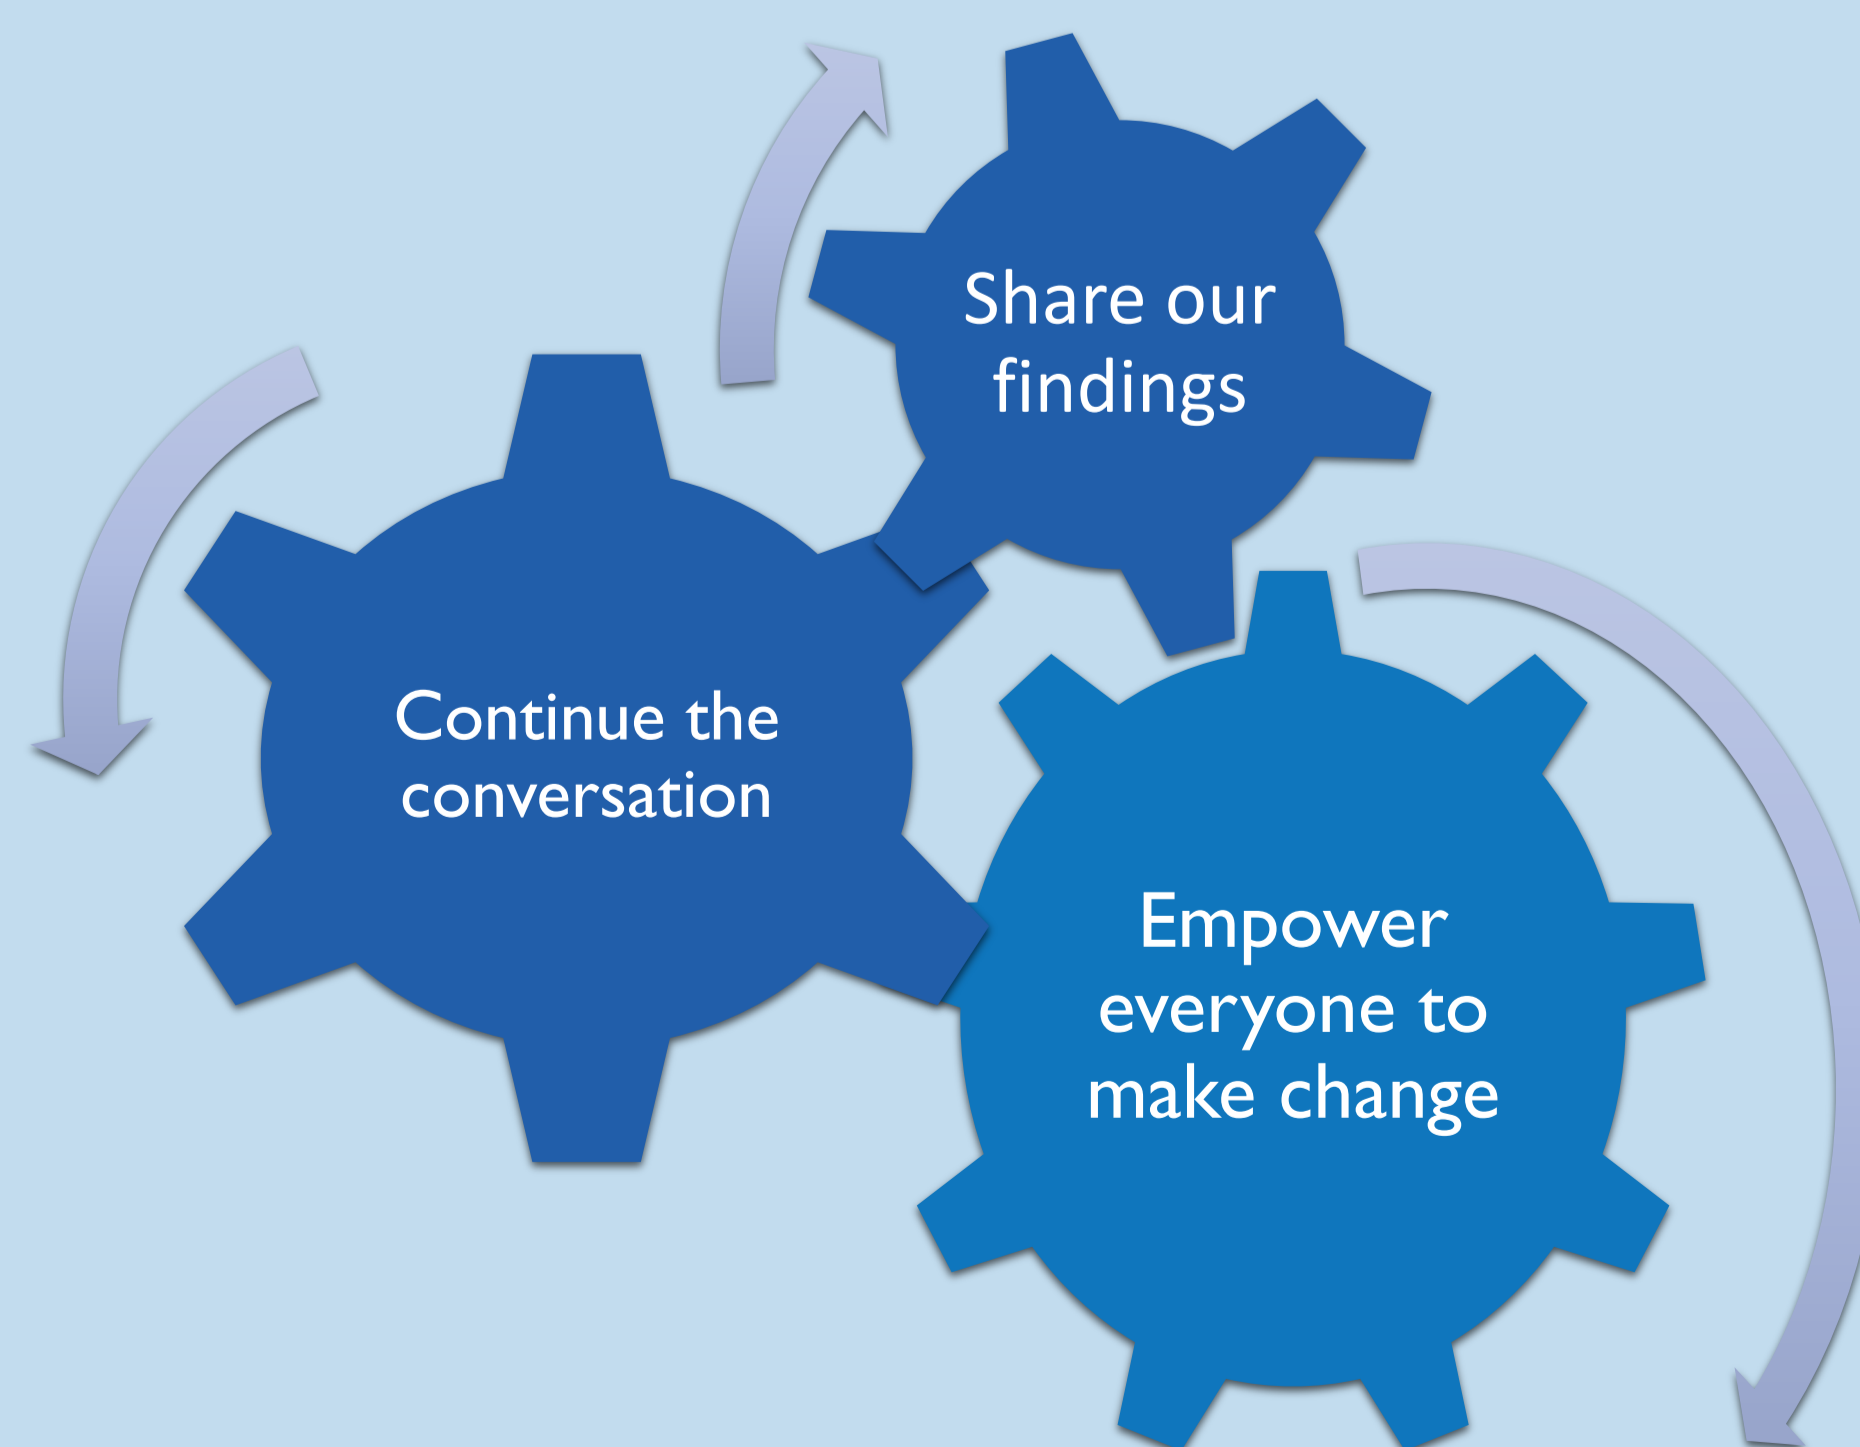 Share our
findings
Continue the
conversation
Empower
everyone to
make change